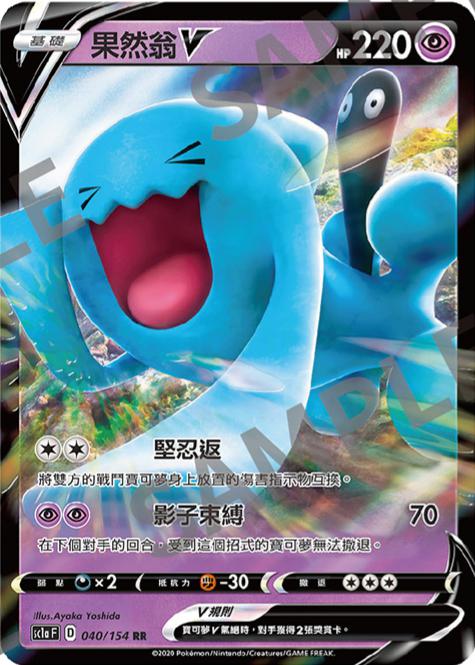 基礎 果然翁V HP220
SAMPLE
堅忍返
將雙方的戰鬥寶可夢身上放置的傷害指示物互換。
影子束縛 70
在下個對手的回合,受到這個招式的寶可夢無法撤退。
弱點 ×2 抵抗力 -30 撤退
Illus.Ayaka Yoshida
V規則
sc1a F D 040/154 RR
寶可夢V氣絕時,對手獲得2張獎賞卡。
©2020 Pokémon/Nintendo/Creatures/GAME FREAK.